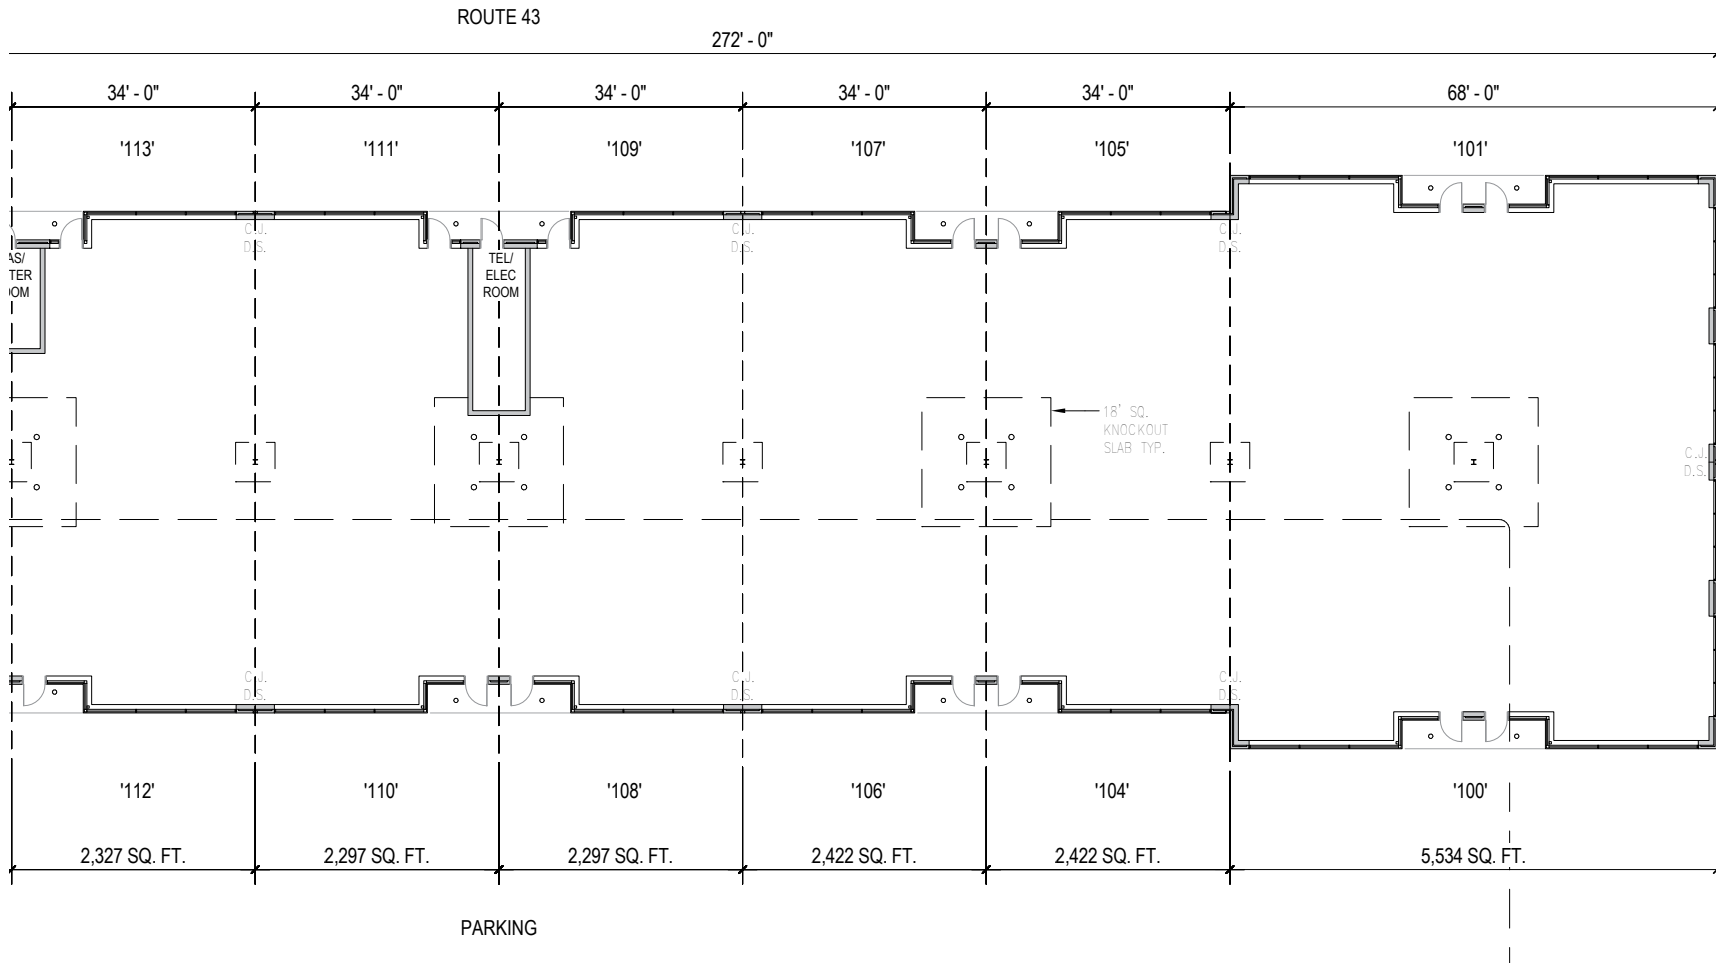 ROUTE 43
272' - 0"
34' - 0" 34' - 0" 34' - 0" 34' - 0" 34' - 0" 68' - 0"
'113' '111' '109' '107' '105' '101'
C.J. C.J. C.J.
D.S. D.S. D.S.
AS/
TER
OOM
TEL/
ELEC
ROOM
18' SQ.
KNOCKOUT
SLAB TYP.
C.J.
D.S.
C.J. C.J. C.J.
D.S. D.S. D.S.
'112' '110' '108' '106' '104' '100'
2,327 SQ. FT. 2,297 SQ. FT. 2,297 SQ. FT. 2,422 SQ. FT. 2,422 SQ. FT. 5,534 SQ. FT.
PARKING